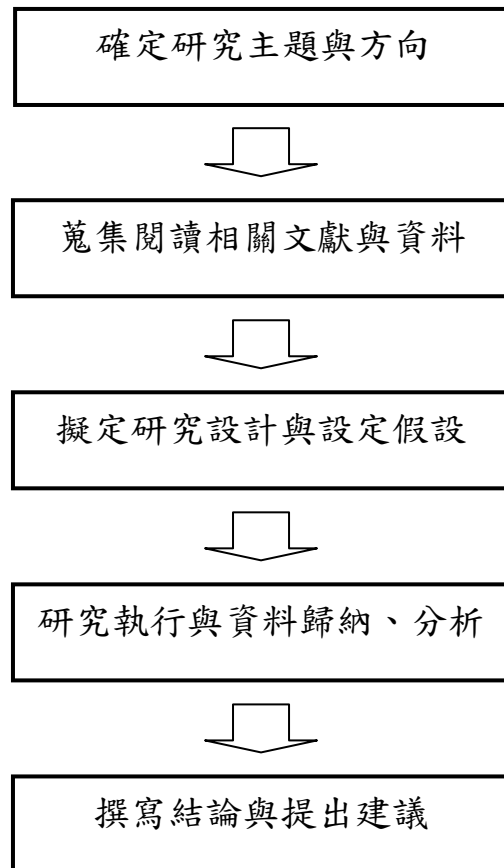 確定研究主題與方向
蒐集閱讀相關文獻與資料
擬定研究設計與設定假設
研究執行與資料歸納、分析
撰寫結論與提出建議